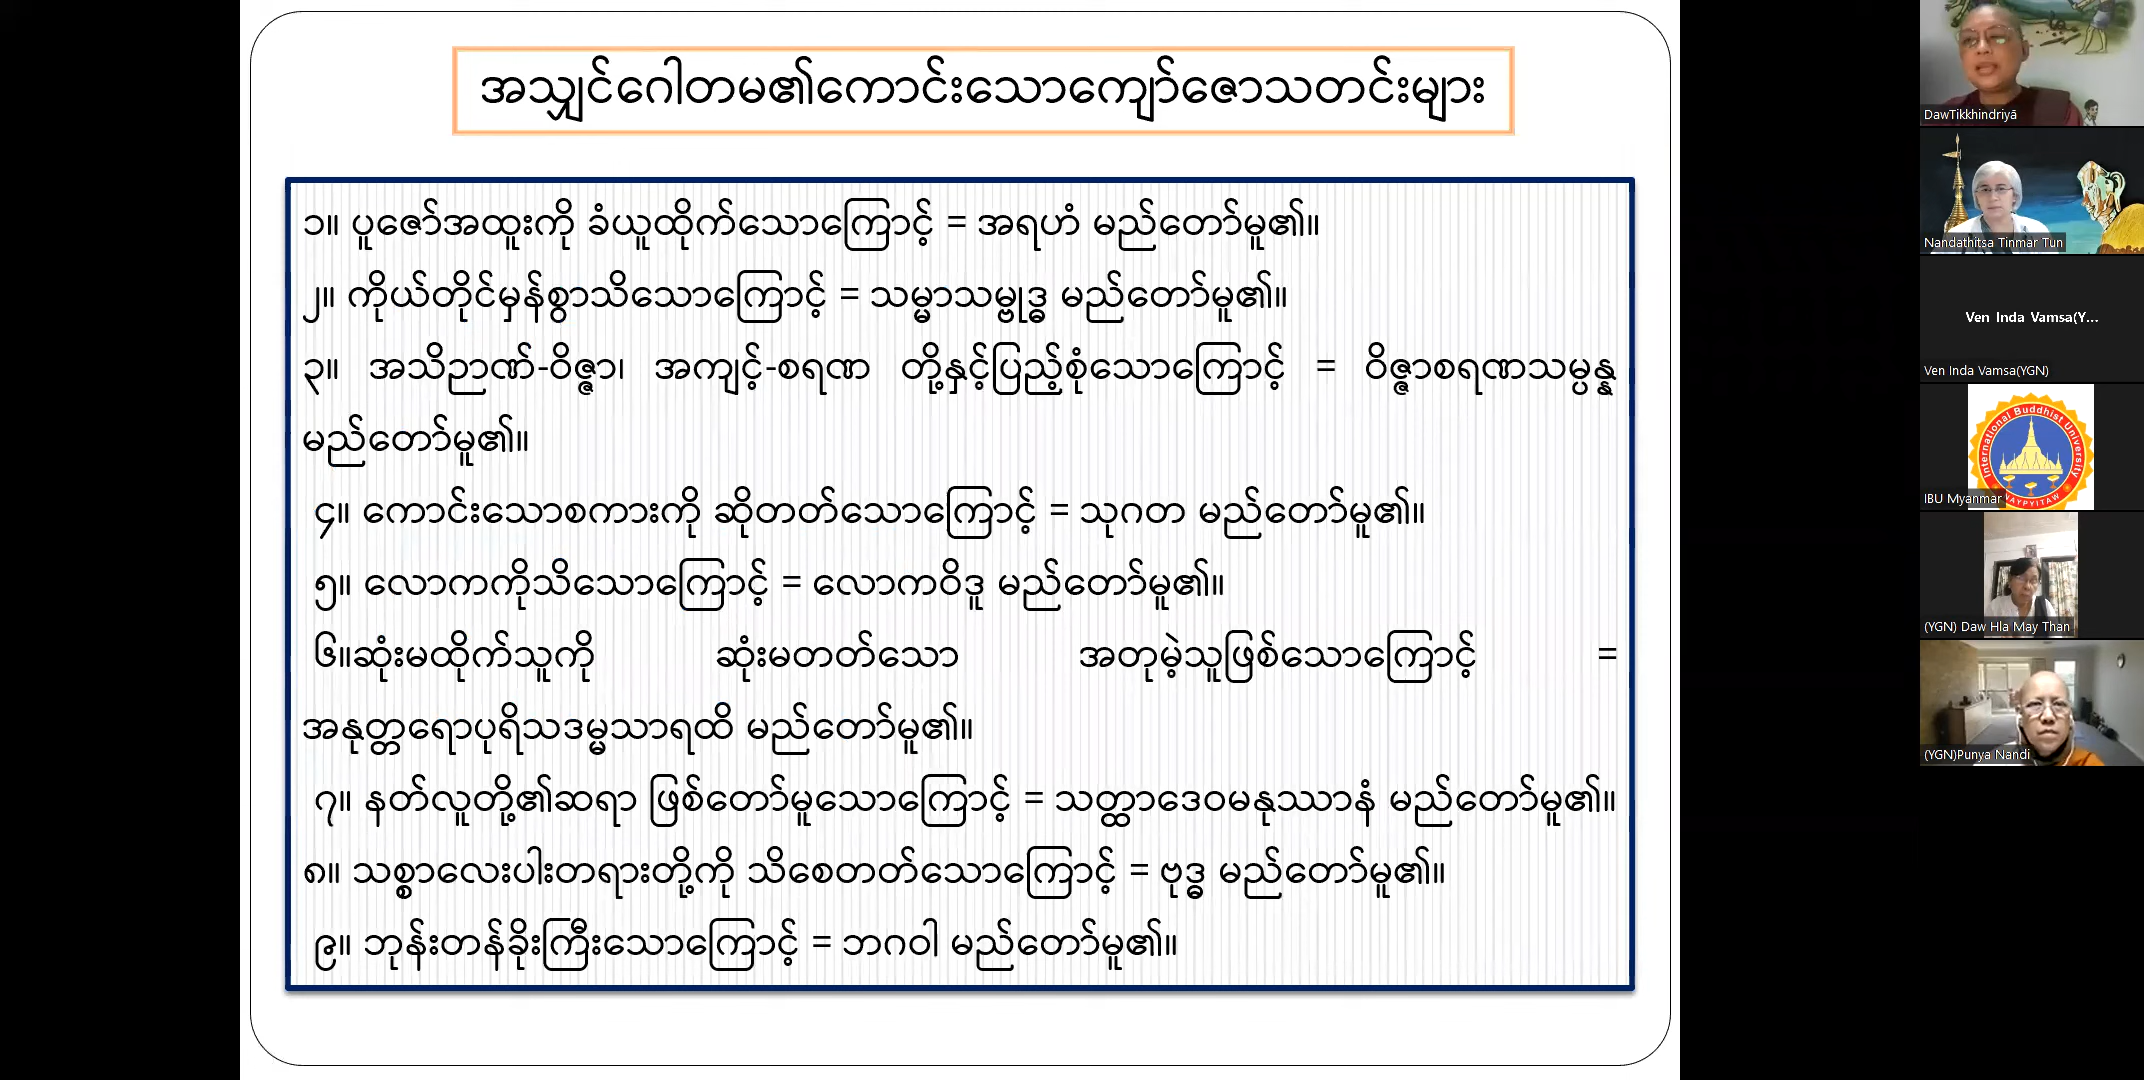 အသျှင်ဂေါတမ၏ကောင်းသောကျော်ဇောသတင်းများ
၁။ ပူဇော်အထူးကို ခံယူထိုက်သောကြောင့် = အရဟံ မည်တော်မူ၏။
၂။ ကိုယ်တိုင်မှန်စွာသိသောကြောင့် = သမ္မာသမ္ဗုဒ္ဓ မည်တော်မူ၏။
၃။ အသိဉာဏ်-ဝိဇ္ဇာ၊ အကျင့်-စရဏ တို့နှင့်ပြည့်စုံသောကြောင့် = ဝိဇ္ဇာစရဏသမ္ပန္န
မည်တော်မူ၏။
၄။ ကောင်းသောစကားကို ဆိုတတ်သောကြောင့် = သုဂတ မည်တော်မူ၏။
၅။ လောကကိုသိသောကြောင့် = လောကဝိဒူ မည်တော်မူ၏။
၆။ဆုံးမထိုက်သူကို ဆုံးမတတ်သော အတုမဲ့သူဖြစ်သောကြောင့် =
အနုတ္တရောပုရိသဒမ္မသာရထိ မည်တော်မူ၏။
၇။ နတ်လူတို့၏ဆရာ ဖြစ်တော်မူသောကြောင့် = သတ္ထာဒေဝမနုဿာနံ မည်တော်မူ၏။
၈။ သစ္စာလေးပါးတရားတို့ကို သိစေတတ်သောကြောင့် = ဗုဒ္ဓ မည်တော်မူ၏။
၉။ ဘုန်းတန်ခိုးကြီးသောကြောင့် = ဘဂဝါ မည်တော်မူ၏။
DawTikkhindriyā
Nandathitsa Tinmar Tun
Ven Inda Vamsa(Y...
Ven Inda Vamsa(YGN)
International Buddhist University
IBU Myanmar
(YGN) Daw Hla May Than
(YGN)Punya Nandi